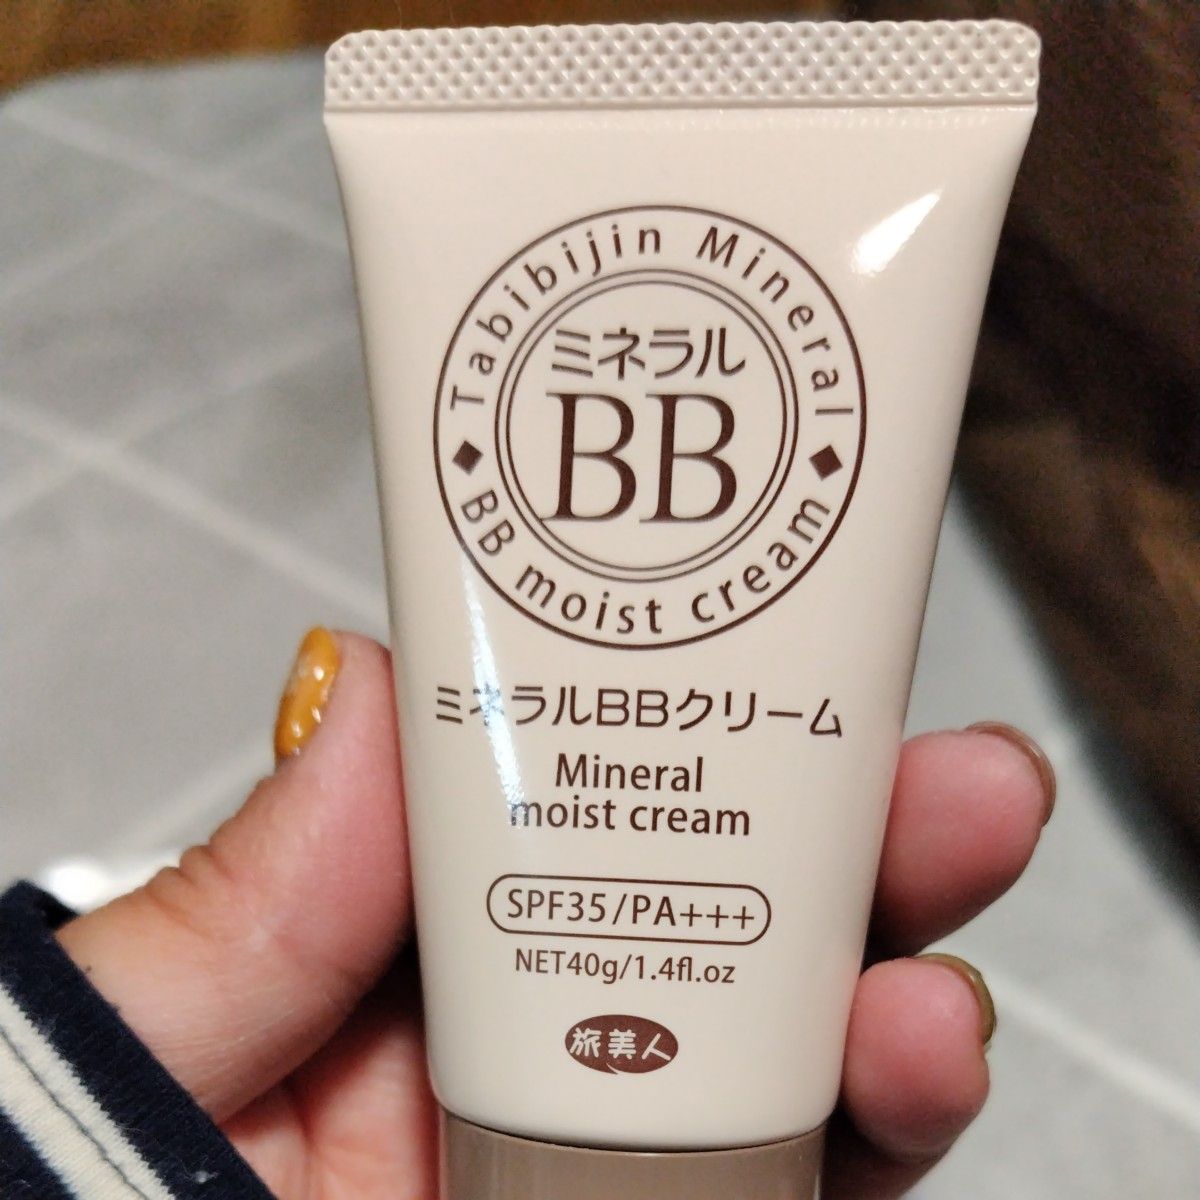 Tabibijin Mineral
ミネラル
BB
BB moist cream
ミネラルBBクリーム
Mineral
moist cream
SPF35/PA+++
NET40g/1.4fl.oz
旅美人